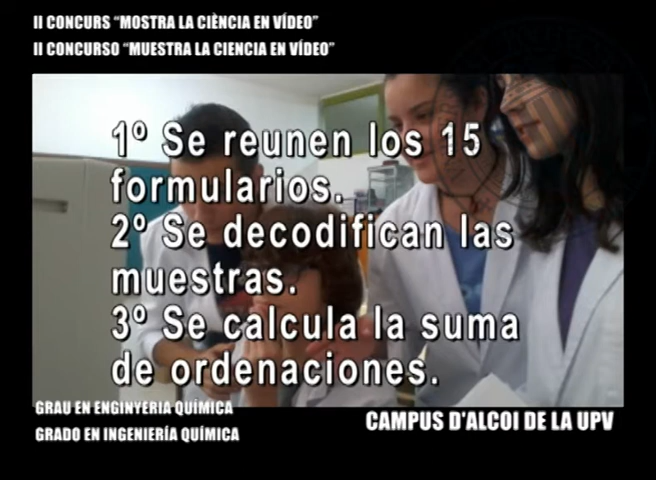 II CONCURS “MOSTRA LA CIÈNCIA EN VÍDEO”
II CONCURSO “MUESTRA LA CIENCIA EN VÍDEO”
1º Se reunen los 15
formularios.
2º Se decodifican las
muestras.
3º Se calcula la suma
de ordenaciones.
GRAU EN ENGINYERIA QUÍMICA
GRADO EN INGENIERÍA QUÍMICA
CAMPUS D'ALCOI DE LA UPV